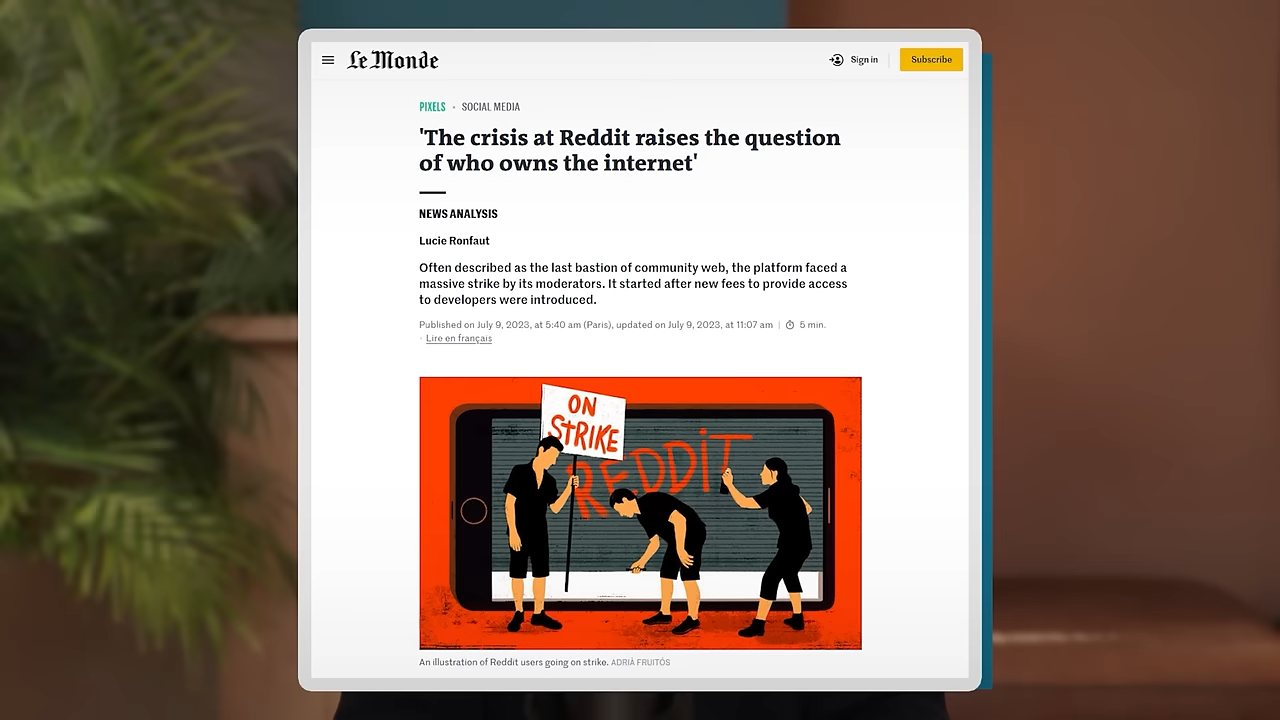 Le Monde
Sign in
Subscribe
PIXELS • SOCIAL MEDIA
'The crisis at Reddit raises the question
of who owns the internet'
NEWS ANALYSIS
Lucie Ronfaut
Often described as the last bastion of community web, the platform faced a
massive strike by its moderators. It started after new fees to provide access
to developers were introduced.
Published on July 9, 2023, at 5:40 am (Paris), updated on July 9, 2023, at 11:07 am | 5 min.
· Lire en français
ON
STRIKE
REDDIT
An illustration of Reddit users going on strike. ADRIÀ FRUITÓS